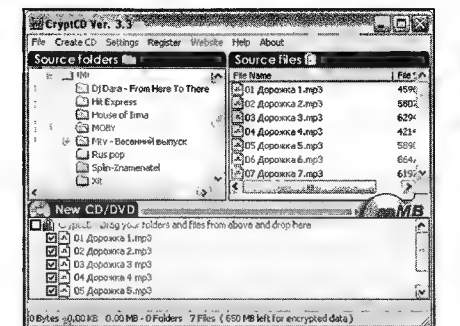 CryptCD Ver. 3.3
File Create CD Settings Register Website Help About
Source folders
DJ Dara - From Here To There
Hit Express
House of Irma
MOBY
MTV - Весенний выпуск
Rus pop
Splin-Znamenatel
Xit
Source files
File Name
01 Дорожка 1.mp3
02 Дорожка 2.mp3
03 Дорожка 3.mp3
04 Дорожка 4.mp3
05 Дорожка 5.mp3
06 Дорожка 6.mp3
07 Дорожка 7.mp3
New CD/DVD
MB
- Drag your folders and files from above and drop here
01 Дорожка 1.mp3
02 Дорожка 2.mp3
03 Дорожка 3 mp3
04 Дорожка 4 mp3
05 Дорожка 5.mp3
0 Bytes 0.00 KB 0.00 MB - 0 Folders 7 Files ( 650 MB left for encrypted data )